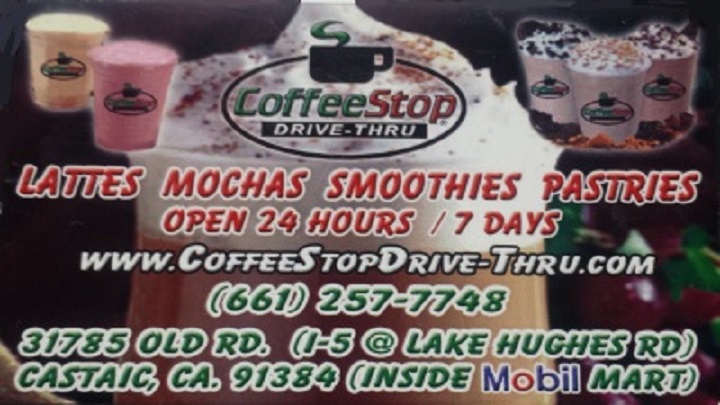 CoffeeStop
DRIVE-THRU
LATTES MOCHAS SMOOTHIES PASTRIES
OPEN 24 HOURS / 7 DAYS
WWW.COFFEESTOPDRIVE-THRU.COM
(661) 257-7748
31785 OLD RD. (I-5 @ LAKE HUGHES RD)
CASTAIC, CA. 91384 (INSIDE Mobil MART)